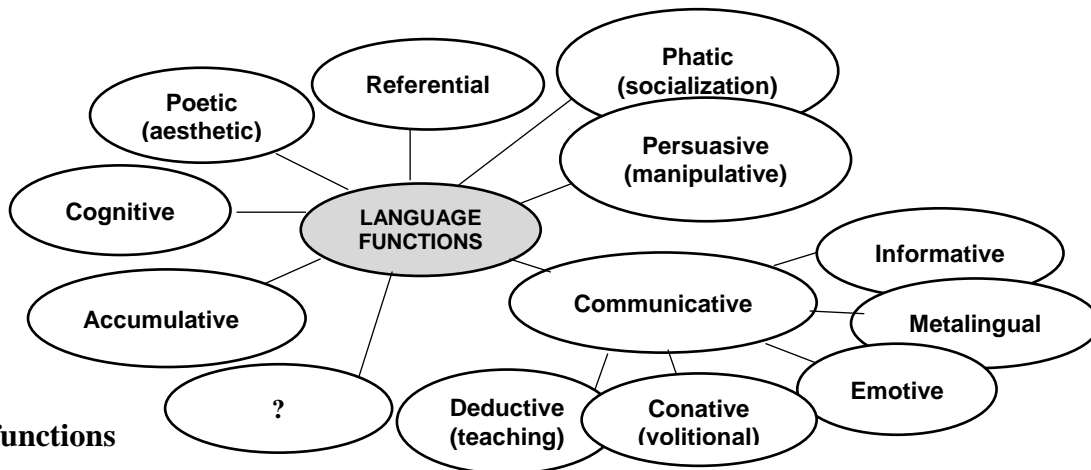 Phatic
(socialization)
Referential
Poetic
(aesthetic)
Persuasive
(manipulative)
Cognitive
LANGUAGE
FUNCTIONS
Informative
Communicative
Accumulative
Metalingual
Emotive
?
Deductive
(teaching)
Conative
(volitional)
functions